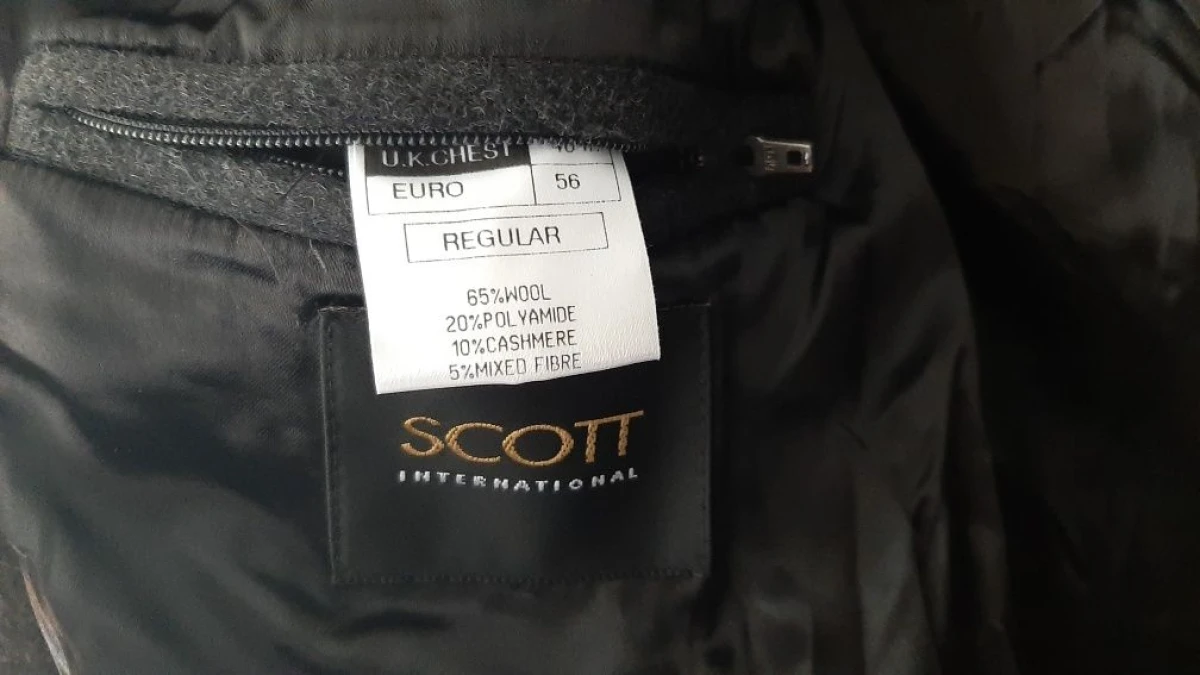 U.K.CHEST
EURO 56
REGULAR
65%WOOL
20%POLYAMIDE
10%CASHMERE
5%MIXED FIBRE
SCOTT
INTERNATIONAL